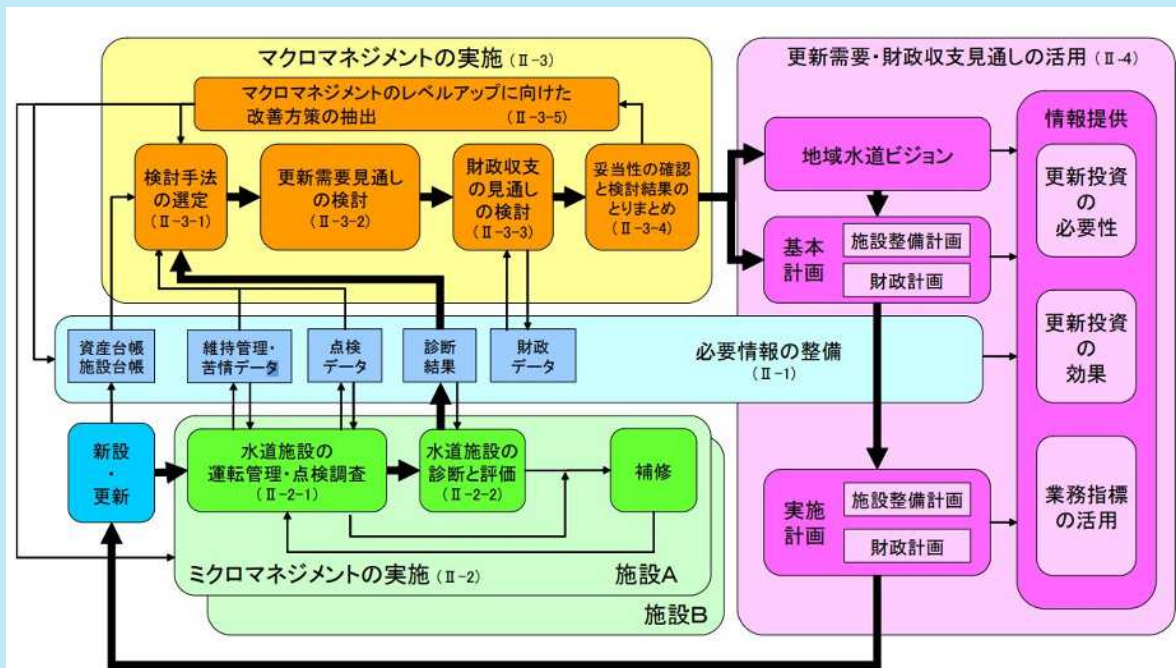 マクロマネジメントの実施(Ⅱ-3)
マクロマネジメントのレベルアップに向けた
改善方策の抽出 (Ⅱ-3-5)
検討手法
の選定
(Ⅱ-3-1)
更新需要見通し
の検討
(Ⅱ-3-2)
財政収支
の見通し
の検討
(Ⅱ-3-3)
妥当性の確認
と検討結果の
とりまとめ
(Ⅱ-3-4)
更新需要・財政収支見通しの活用(Ⅱ-4)
地域水道ビジョン
基本
計画
施設整備計画
財政計画
実施
計画
施設整備計画
財政計画
情報提供
更新投資
の
必要性
更新投資
の
効果
業務指標
の活用
資産台帳
施設台帳
維持管理・
苦情データ
点検
データ
診断
結果
財政
データ
必要情報の整備
(Ⅱ-1)
新設
・
更新
水道施設の
運転管理・点検調査
(Ⅱ-2-1)
水道施設の
診断と評価
(Ⅱ-2-2)
補修
ミクロマネジメントの実施(Ⅱ-2)
施設A
施設B